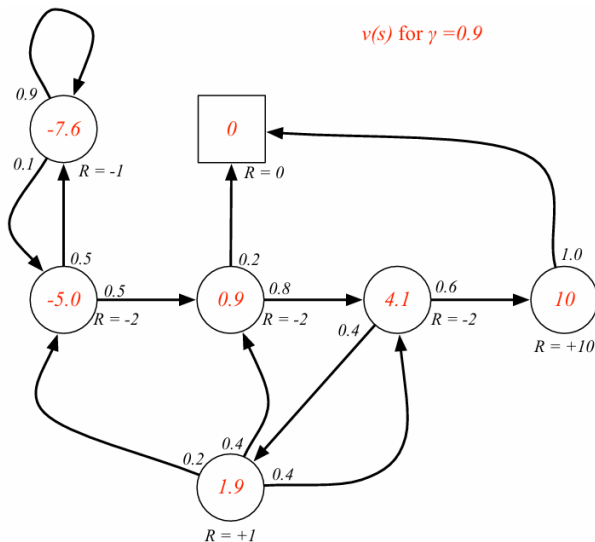 v(s) for γ =0.9
0.9
-7.6
0
0.1
R = -1
R = 0
0.5
0.2
1.0
-5.0
0.5
0.9
0.8
4.1
0.6
10
R = -2
R = -2
0.4
R = -2
R = +10
0.4
0.2
1.9
0.4
R = +1